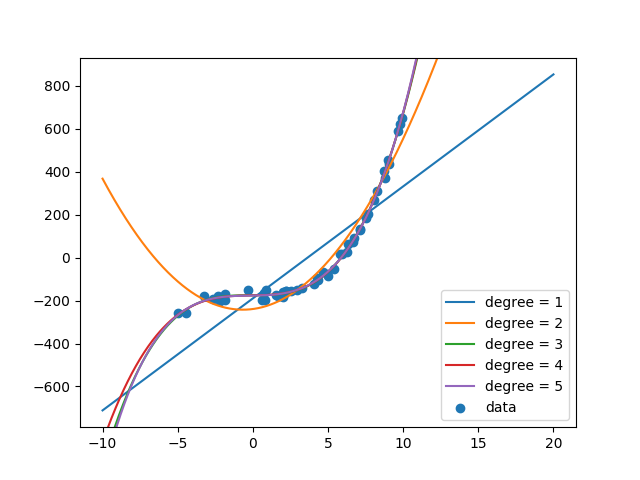 800
600
400
200
0
−200
−400
−600
−10
−5
0
5
10
15
20
degree = 1
degree = 2
degree = 3
degree = 4
degree = 5
data